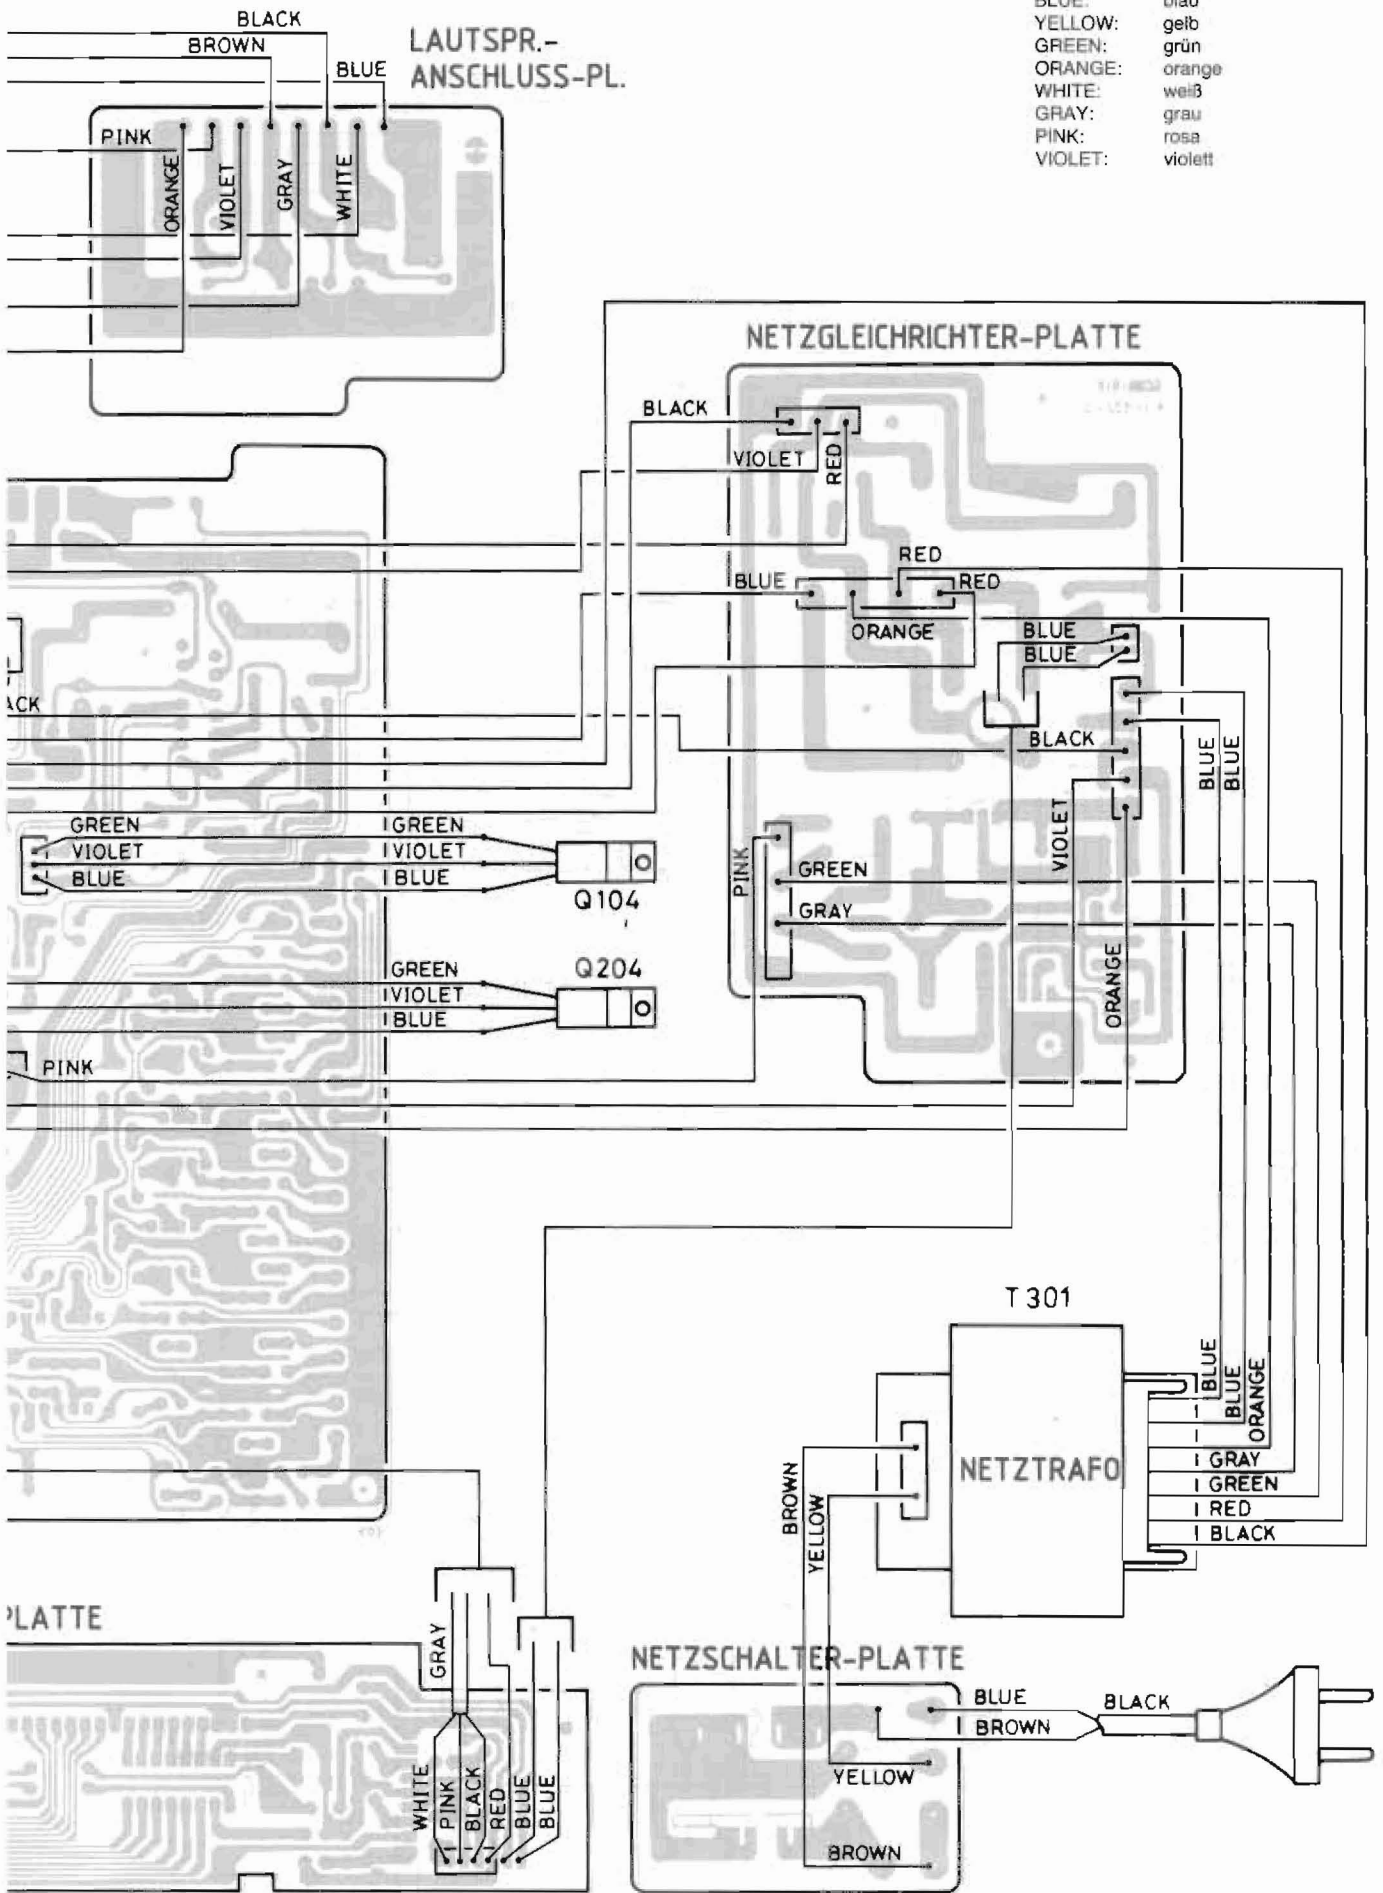 BLUE: blau
YELLOW: gelb
GREEN: grün
ORANGE: orange
WHITE: weiß
GRAY: grau
PINK: rosa
VIOLET: violett
BLACK
BROWN
BLUE
LAUTSPR.-
ANSCHLUSS-PL.
PINK
ORANGE
VIOLET
GRAY
WHITE
NETZGLEICHRICHTER-PLATTE
BLACK
VIOLET
RED
RED
BLUE
RED
ORANGE
BLUE
BLUE
ACK
BLACK
BLUE
BLUE
VIOLET
GREEN
VIOLET
BLUE
GREEN
VIOLET
BLUE
Q104
PINK
GREEN
GRAY
ORANGE
GREEN
VIOLET
BLUE
Q204
PINK
T301
NETZTRAFO
BLUE
BLUE
ORANGE
GRAY
GREEN
RED
BLACK
BROWN
YELLOW
PLATTE
GRAY
WHITE
PINK
BLACK
RED
BLUE
BLUE
NETZSCHALTER-PLATTE
BLUE
BROWN
BLACK
YELLOW
BROWN